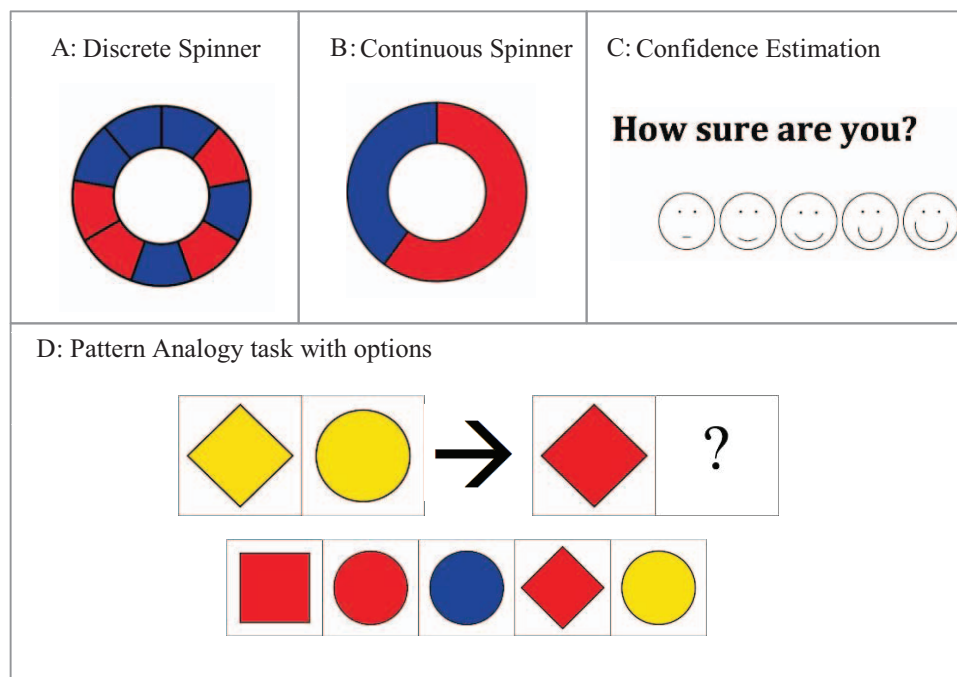 A: Discrete Spinner
B: Continuous Spinner
C: Confidence Estimation
How sure are you?
D: Pattern Analogy task with options
?